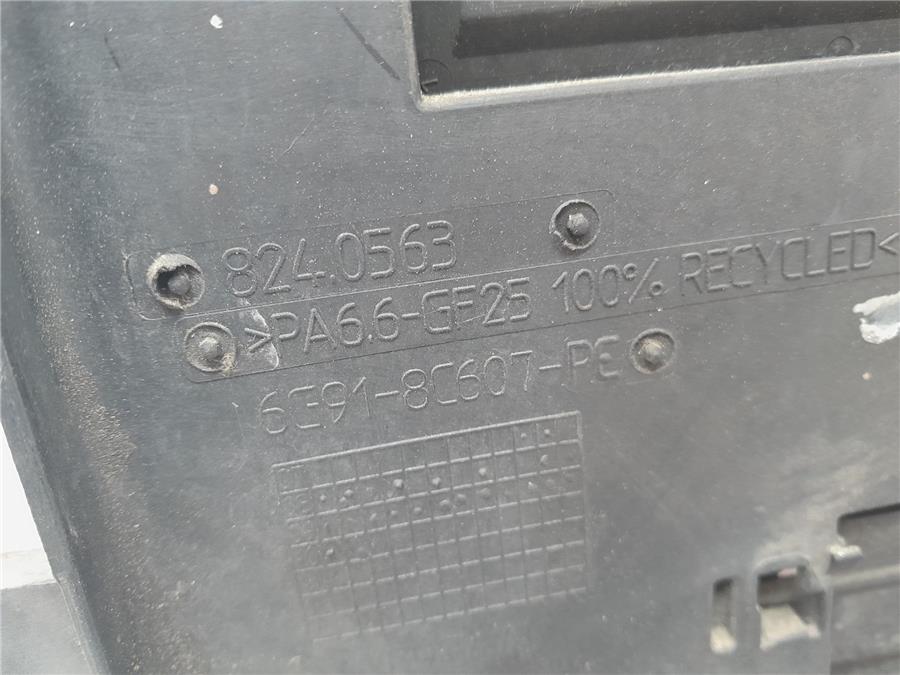 824.0563
>PA6.6-GF25 100% RECYCLED<
6G91-8C607-PE